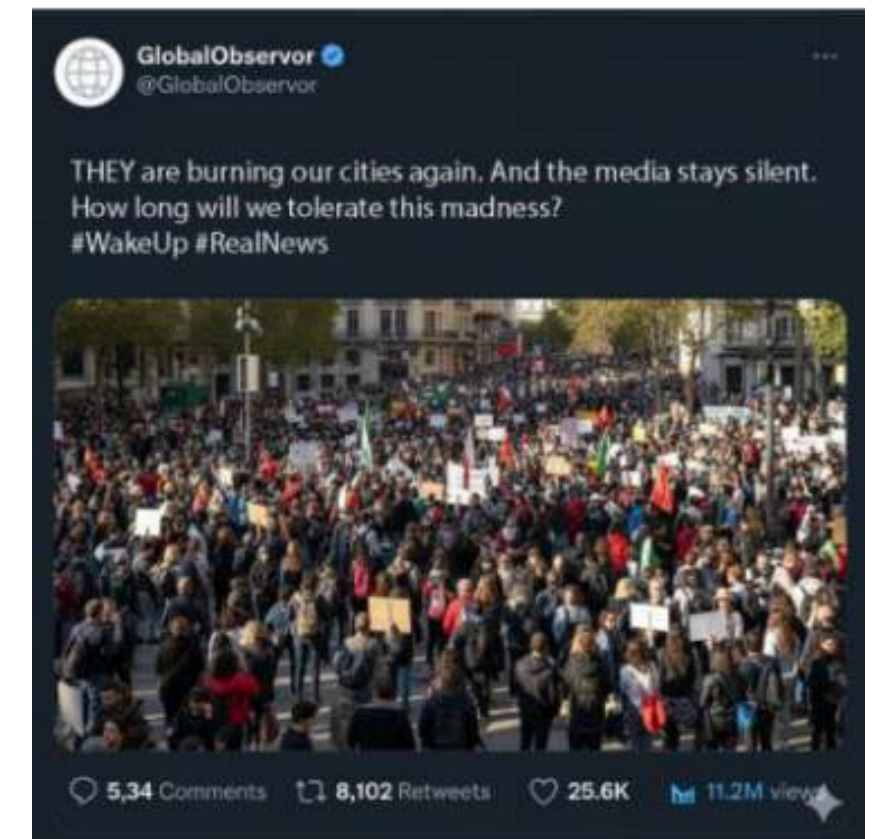 GlobalObservor
@GlobalObservor
THEY are burning our cities again. And the media stays silent.
How long will we tolerate this madness?
#WakeUp #RealNews
5,34 Comments 8,102 Retweets 25.6K 11.2M views